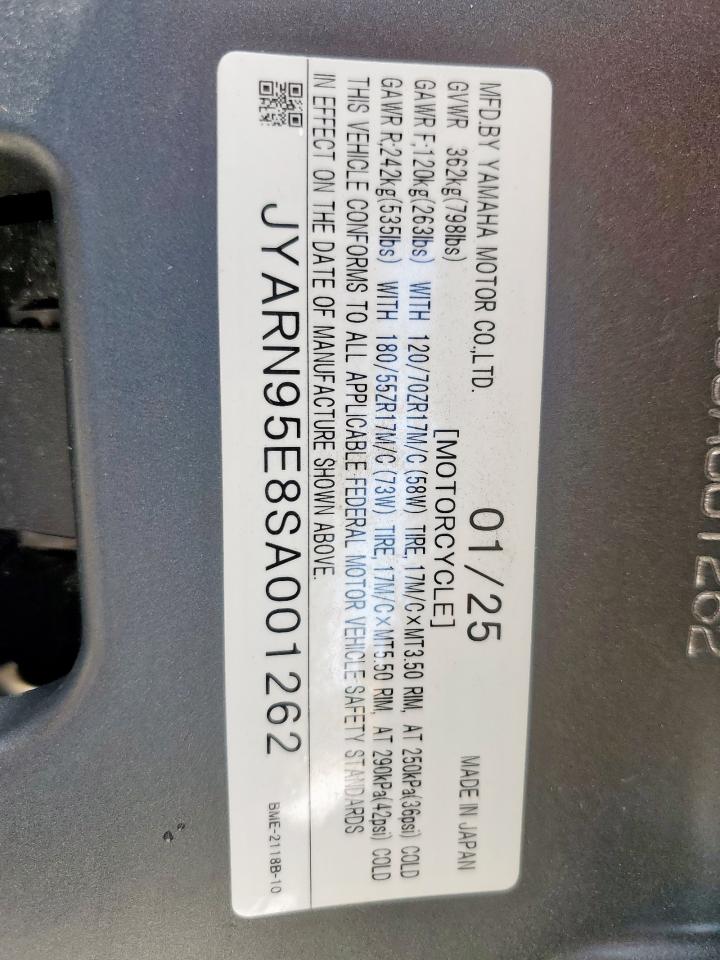 MFD.BY YAMAHA MOTOR CO.,LTD. 01/25 MADE IN JAPAN
GVWR 362kg(798lbs) [MOTORCYCLE]
GAWR F;120kg(263lbs) WITH 120/70ZR17M/C (58W) TIRE, 17M/C×MT3.50 RIM, AT 250kPa(36psi) COLD
GAWR R;242kg(535lbs) WITH 180/55ZR17M/C (73W) TIRE, 17M/C×MT5.50 RIM, AT 290kPa(42psi) COLD
THIS VEHICLE CONFORMS TO ALL APPLICABLE FEDERAL MOTOR VEHICLE SAFETY STANDARDS
IN EFFECT ON THE DATE OF MANUFACTURE SHOWN ABOVE.
JYARN95E8SA001262 BME-2118B-10